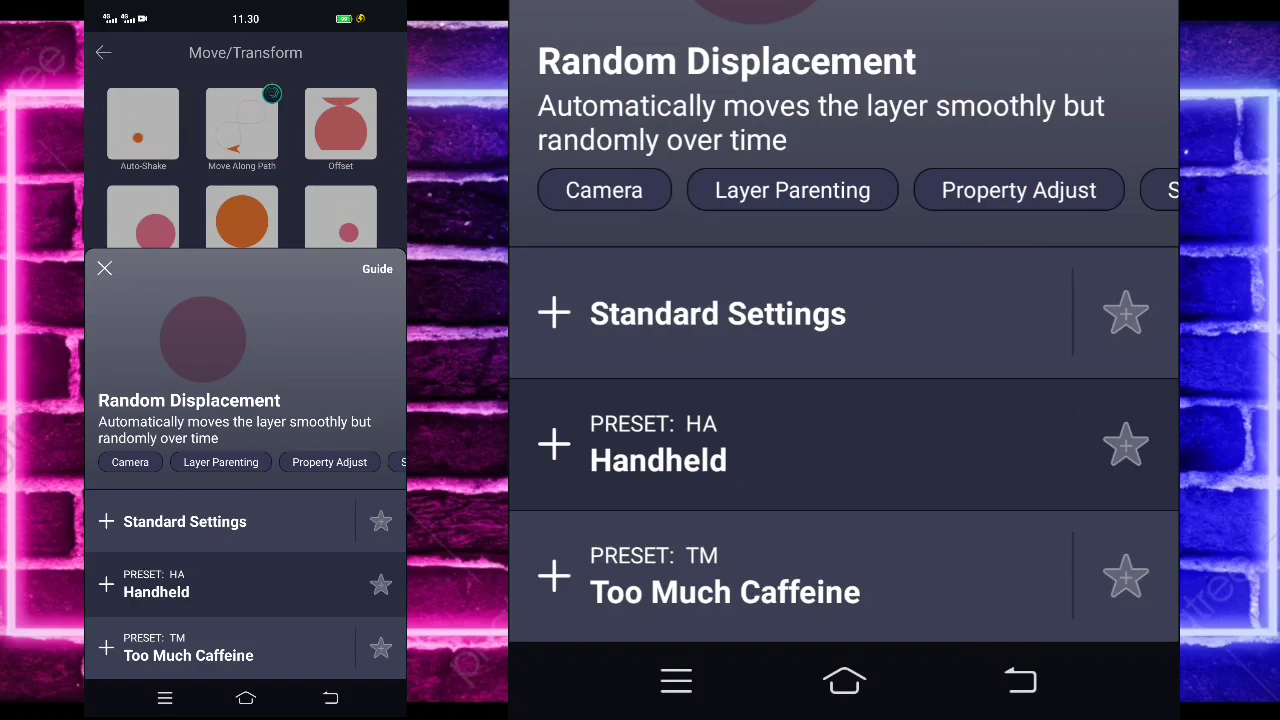 11.30
Move/Transform
Auto-Shake
Move Along Path
Offset
Guide
Random Displacement
Automatically moves the layer smoothly but
randomly over time
Camera
Layer Parenting
Property Adjust
S
Standard Settings
PRESET: HA
Handheld
PRESET: TM
Too Much Caffeine
Random Displacement
Automatically moves the layer smoothly but
randomly over time
Camera
Layer Parenting
Property Adjust
S
Standard Settings
PRESET: HA
Handheld
PRESET: TM
Too Much Caffeine